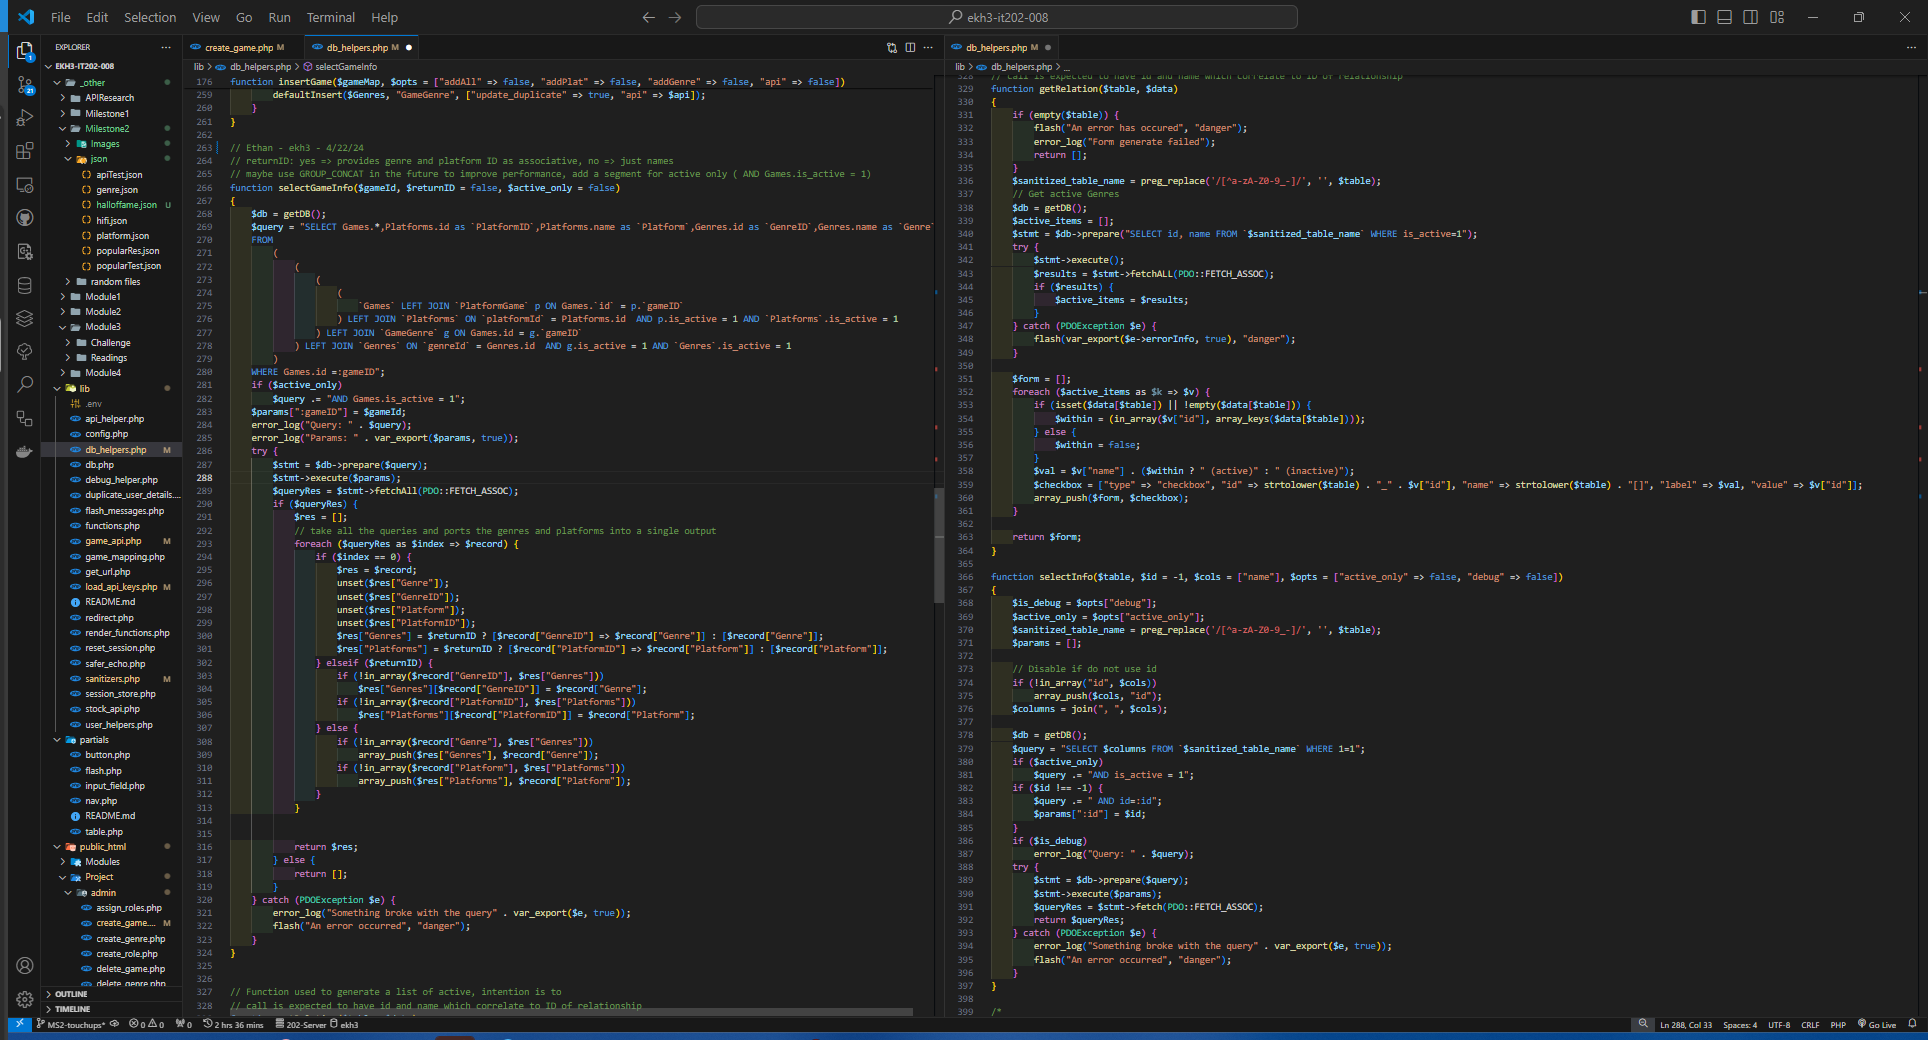 File Edit Selection View Go Run Terminal Help
ekh3-it202-008
EXPLORER
EKH3-IT202-008
_other
APIResearch
Milestone1
Milestone2
Images
json
apiTest.json
genre.json
halloffame.json U
hifi.json
platform.json
popularRes.json
popularTest.json
random files
Module1
Module2
Module3
Challenge
Readings
Module4
lib
.env
api_helper.php
config.php
db_helpers.php M
db.php
debug_helper.php
duplicate_user_details....
flash_messages.php
functions.php
game_api.php M
game_mapping.php
get_url.php
load_api_keys.php M
README.md
redirect.php
render_functions.php
reset_session.php
safer_echo.php
sanitizers.php M
session_store.php
stock_api.php
user_helpers.php
partials
button.php
flash.php
input_field.php
nav.php
README.md
table.php
public_html
Modules
Project
admin
assign_roles.php
create_game.... M
create_genre.php
create_role.php
delete_game.php
delete_genre.php
OUTLINE
TIMELINE
create_game.php M
db_helpers.php M
lib > db_helpers.php > selectGameInfo
176 function insertGame($gameMap, $opts = ["addAll" => false, "addPlat" => false, "addGenre" => false, "api" => false])
259 defaultInsert($Genres, "GameGenre", ["update_duplicate" => true, "api" => $api]);
260 }
261 }
262
263 // Ethan - ekh3 - 4/22/24
264 // returnID: yes => provides genre and platform ID as associative, no => just names
265 // maybe use GROUP_CONCAT in the future to improve performance, add a segment for active only ( AND Games.is_active = 1)
266 function selectGameInfo($gameId, $returnID = false, $active_only = false)
267 {
268 $db = getDB();
269 $query = "SELECT Games.*,Platforms.id as `PlatformID`,Platforms.name as `Platform`,Genres.id as `GenreID`,Genres.name as `Genre`
270 FROM
271 (
272 (
273 (
274 (
275 `Games` LEFT JOIN `PlatformGame` p ON Games.`id` = p.`gameID`
276 ) LEFT JOIN `Platforms` ON `platformId` = Platforms.id  AND p.is_active = 1 AND `Platforms`.is_active = 1
277 ) LEFT JOIN `GameGenre` g ON Games.id = g.`gameID`
278 ) LEFT JOIN `Genres` ON `genreId` = Genres.id  AND g.is_active = 1 AND `Genres`.is_active = 1
279 )
280 WHERE Games.id =:gameID";
281 if ($active_only)
282 $query .= "AND Games.is_active = 1";
283 $params[":gameID"] = $gameId;
284 error_log("Query: " . $query);
285 error_log("Params: " . var_export($params, true));
286 try {
287 $stmt = $db->prepare($query);
288 $stmt->execute($params);
289 $queryRes = $stmt->fetchAll(PDO::FETCH_ASSOC);
290 if ($queryRes) {
291 $res = [];
292 // take all the queries and ports the genres and platforms into a single output
293 foreach ($queryRes as $index => $record) {
294 if ($index == 0) {
295 $res = $record;
296 unset($res["Genre"]);
297 unset($res["GenreID"]);
298 unset($res["Platform"]);
299 unset($res["PlatformID"]);
300 $res["Genres"] = $returnID ? [$record["GenreID"] => $record["Genre"]] : [$record["Genre"]];
301 $res["Platforms"] = $returnID ? [$record["PlatformID"] => $record["Platform"]] : [$record["Platform"]];
302 } elseif ($returnID) {
303 if (!in_array($record["GenreID"], $res["Genres"]))
304 $res["Genres"][$record["GenreID"]] = $record["Genre"];
305 if (!in_array($record["PlatformID"], $res["Platforms"]))
306 $res["Platforms"][$record["PlatformID"]] = $record["Platform"];
307 } else {
308 if (!in_array($record["Genre"], $res["Genres"]))
309 array_push($res["Genres"], $record["Genre"]);
310 if (!in_array($record["Platform"], $res["Platforms"]))
311 array_push($res["Platforms"], $record["Platform"]);
312 }
313 }
314
315
316 return $res;
317 } else {
318 return [];
319 }
320 } catch (PDOException $e) {
321 error_log("Something broke with the query" . var_export($e, true));
322 flash("An error occurred", "danger");
323 }
324 }
325
326
327 // Function used to generate a list of active, intention is to
328 // call is expected to have id and name which correlate to ID of relationship
db_helpers.php M
lib > db_helpers.php > ...
328 // call is expected to have id and name which correlate to ID of relationship
329 function getRelation($table, $data)
330 {
331 if (empty($table)) {
332 flash("An error has occured", "danger");
333 error_log("Form generate failed");
334 return [];
335 }
336 $sanitized_table_name = preg_replace('/[^a-zA-Z0-9_-]/', '', $table);
337 // Get active Genres
338 $db = getDB();
339 $active_items = [];
340 $stmt = $db->prepare("SELECT id, name FROM `$sanitized_table_name` WHERE is_active=1");
341 try {
342 $stmt->execute();
343 $results = $stmt->fetchALL(PDO::FETCH_ASSOC);
344 if ($results) {
345 $active_items = $results;
346 }
347 } catch (PDOException $e) {
348 flash(var_export($e->errorInfo, true), "danger");
349 }
350
351 $form = [];
352 foreach ($active_items as $k => $v) {
353 if (isset($data[$table]) || !empty($data[$table])) {
354 $within = (in_array($v["id"], array_keys($data[$table])));
355 } else {
356 $within = false;
357 }
358 $val = $v["name"] . ($within ? " (active)" : " (inactive)");
359 $checkbox = ["type" => "checkbox", "id" => strtolower($table) . "_" . $v["id"], "name" => strtolower($table) . "[]", "label" => $val, "value" => $v["id"]];
360 array_push($form, $checkbox);
361 }
362
363 return $form;
364 }
365
366 function selectInfo($table, $id = -1, $cols = ["name"], $opts = ["active_only" => false, "debug" => false])
367 {
368 $is_debug = $opts["debug"];
369 $active_only = $opts["active_only"];
370 $sanitized_table_name = preg_replace('/[^a-zA-Z0-9_-]/', '', $table);
371 $params = [];
372
373 // Disable if do not use id
374 if (!in_array("id", $cols))
375 array_push($cols, "id");
376 $columns = join(", ", $cols);
377
378 $db = getDB();
379 $query = "SELECT $columns FROM `$sanitized_table_name` WHERE 1=1";
380 if ($active_only)
381 $query .= "AND is_active = 1";
382 if ($id !== -1) {
383 $query .= " AND id=:id";
384 $params[":id"] = $id;
385 }
386 if ($is_debug)
387 error_log("Query: " . $query);
388 try {
389 $stmt = $db->prepare($query);
390 $stmt->execute($params);
391 $queryRes = $stmt->fetch(PDO::FETCH_ASSOC);
392 return $queryRes;
393 } catch (PDOException $e) {
394 error_log("Something broke with the query" . var_export($e, true));
395 flash("An error occurred", "danger");
396 }
397 }
398
399 /*
MS2-touchups* 0 0 0 2 hrs 36 mins 202-Server ekh3
Ln 288, Col 33 Spaces: 4 UTF-8 CRLF PHP Go Live